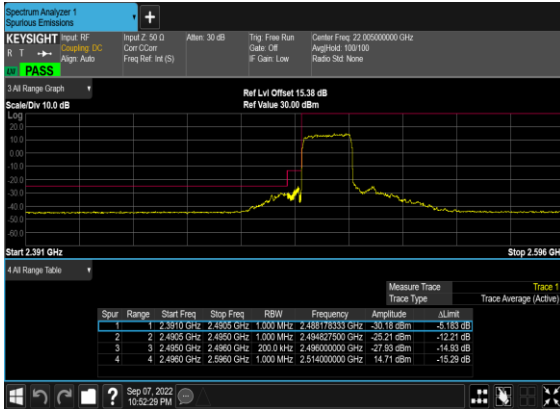 Spectrum Analyzer 1
Spurious Emissions
+
KEYSIGHT Input: RF Input Z: 50 Ω Atten: 30 dB Trig: Free Run Center Freq: 22.005000000 GHz
R T Coupling: DC Corr CCorr Gate: Off Avg|Hold: 100/100
Align: Auto Freq Ref: Int (S) IF Gain: Low Radio Std: None
PASS
3 All Range Graph
Ref Lvl Offset 15.38 dB
Scale/Div 10.0 dB Ref Value 30.00 dBm
Log
20.0
10.0
0.00
-10.0
-20.0
-30.0
-40.0
-50.0
-60.0
Start 2.391 GHz Stop 2.596 GH
4 All Range Table
Measure Trace Trace 1
Trace Type Trace Average (Active)
Spur Range Start Freq Stop Freq RBW Frequency Amplitude ΔLimit
1 1 2.3910 GHz 2.4905 GHz 1.000 MHz 2.488178333 GHz -30.18 dBm -5.183 dB
2 2 2.4905 GHz 2.4950 GHz 1.000 MHz 2.494827500 GHz -25.21 dBm -12.21 dB
3 3 2.4950 GHz 2.4960 GHz 200.0 kHz 2.496000000 GHz -27.93 dBm -14.93 dB
4 4 2.4960 GHz 2.5960 GHz 1.000 MHz 2.514000000 GHz 14.71 dBm -15.29 dB
?
Sep 07, 2022
10:52:29 PM